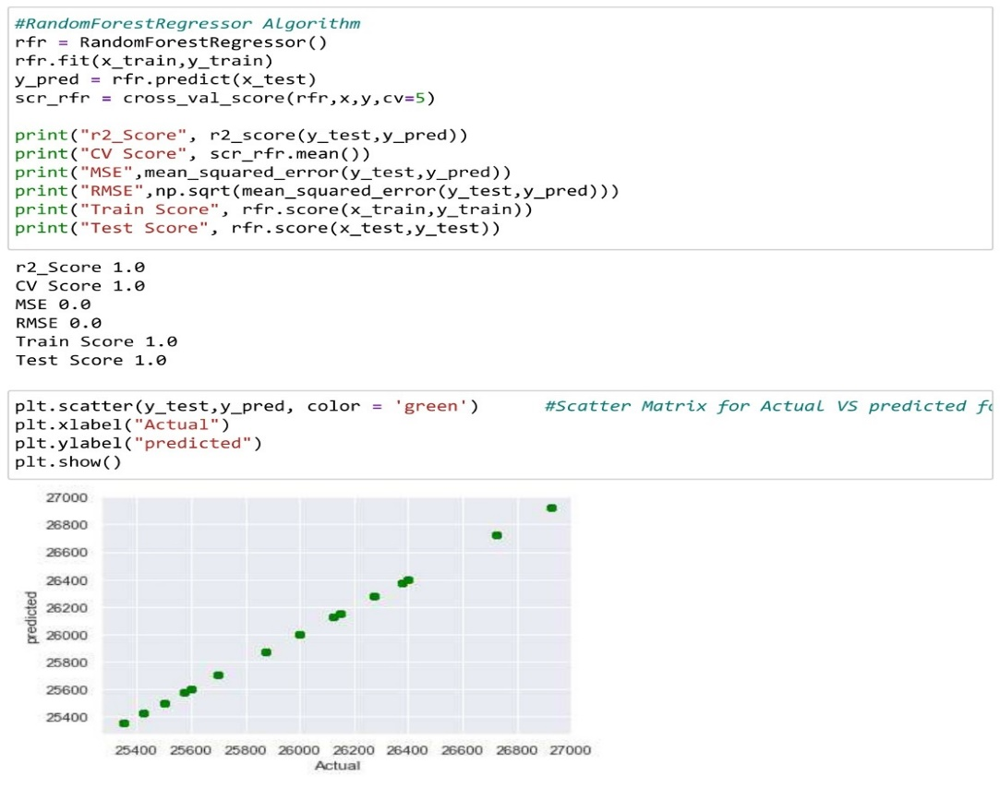 #RandomForestRegressor Algorithm
rfr = RandomForestRegressor()
rfr.fit(x_train,y_train)
y_pred = rfr.predict(x_test)
scr_rfr = cross_val_score(rfr,x,y,cv=5)
print("r2_Score", r2_score(y_test,y_pred))
print("CV Score", scr_rfr.mean())
print("MSE",mean_squared_error(y_test,y_pred))
print("RMSE",np.sqrt(mean_squared_error(y_test,y_pred)))
print("Train Score", rfr.score(x_train,y_train))
print("Test Score", rfr.score(x_test,y_test))
r2_Score 1.0
CV Score 1.0
MSE 0.0
RMSE 0.0
Train Score 1.0
Test Score 1.0
plt.scatter(y_test,y_pred, color = 'green') #Scatter Matrix for Actual VS predicted
plt.xlabel("Actual")
plt.ylabel("predicted")
plt.show()
27000
26800
26600
26400
26200
26000
25800
25600
25400
predicted
25400 25600 25800 26000 26200 26400 26600 26800 27000
Actual